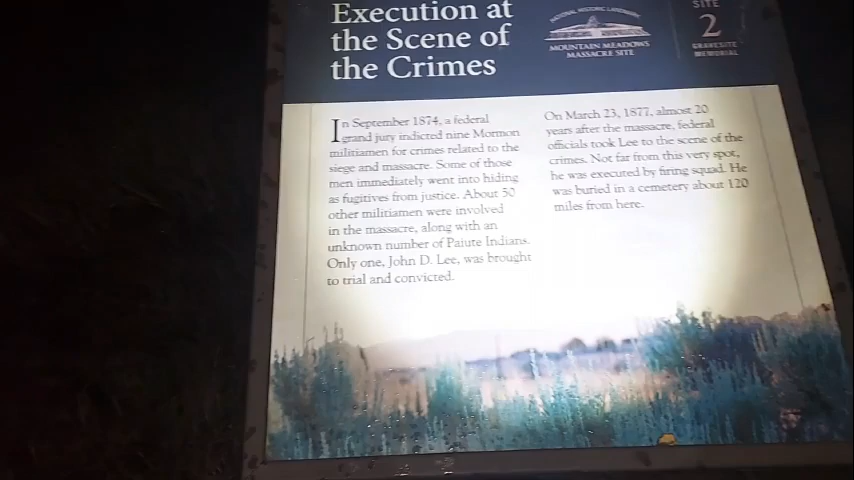 Execution at
the Scene of
the Crimes
NATIONAL HISTORIC LANDMARK
MOUNTAIN MEADOWS
MASSACRE SITE
SITE
2
GRAVESITE
MEMORIAL
In September 1874, a federal
grand jury indicted nine Mormon
militiamen for crimes related to the
siege and massacre. Some of those
men immediately went into hiding
as fugitives from justice. About 50
other militiamen were involved
in the massacre, along with an
unknown number of Paiute Indians.
Only one, John D. Lee, was brought
to trial and convicted.
On March 23, 1877, almost 20
years after the massacre, federal
officials took Lee to the scene of the
crimes. Not far from this very spot,
he was executed by firing squad. He
was buried in a cemetery about 120
miles from here.